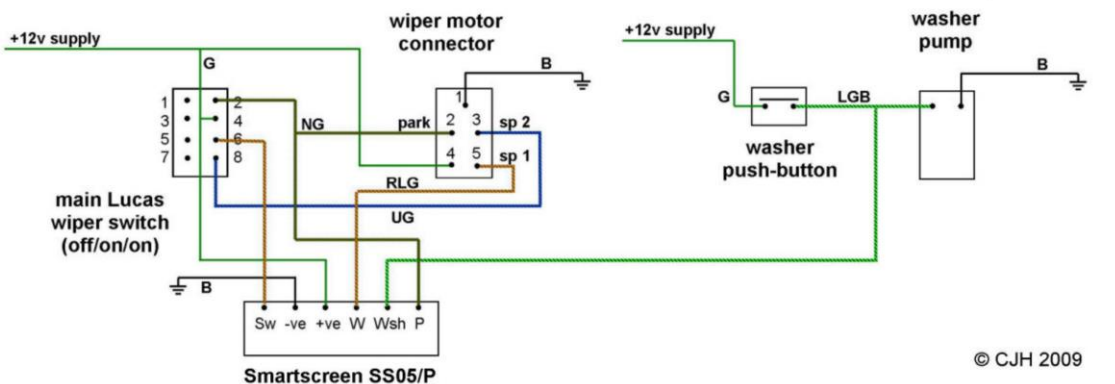 +12v supply
G
1
2
3
4
5
6
7
8
main Lucas
wiper switch
(off/on/on)
NG
wiper motor
connector
B
1
park
2
3
sp 2
4
5
sp 1
RLG
UG
B
Sw -ve +ve W Wsh P
Smartscreen SS05/P
+12v supply
G
LGB
washer
push-button
washer
pump
B
© CJH 2009